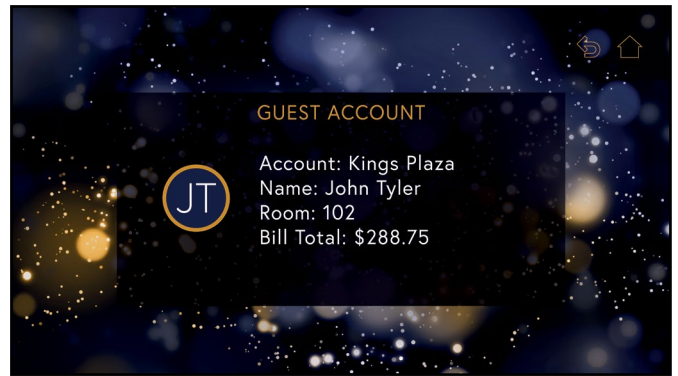 GUEST ACCOUNT
JT
Account: Kings Plaza
Name: John Tyler
Room: 102
Bill Total: $288.75